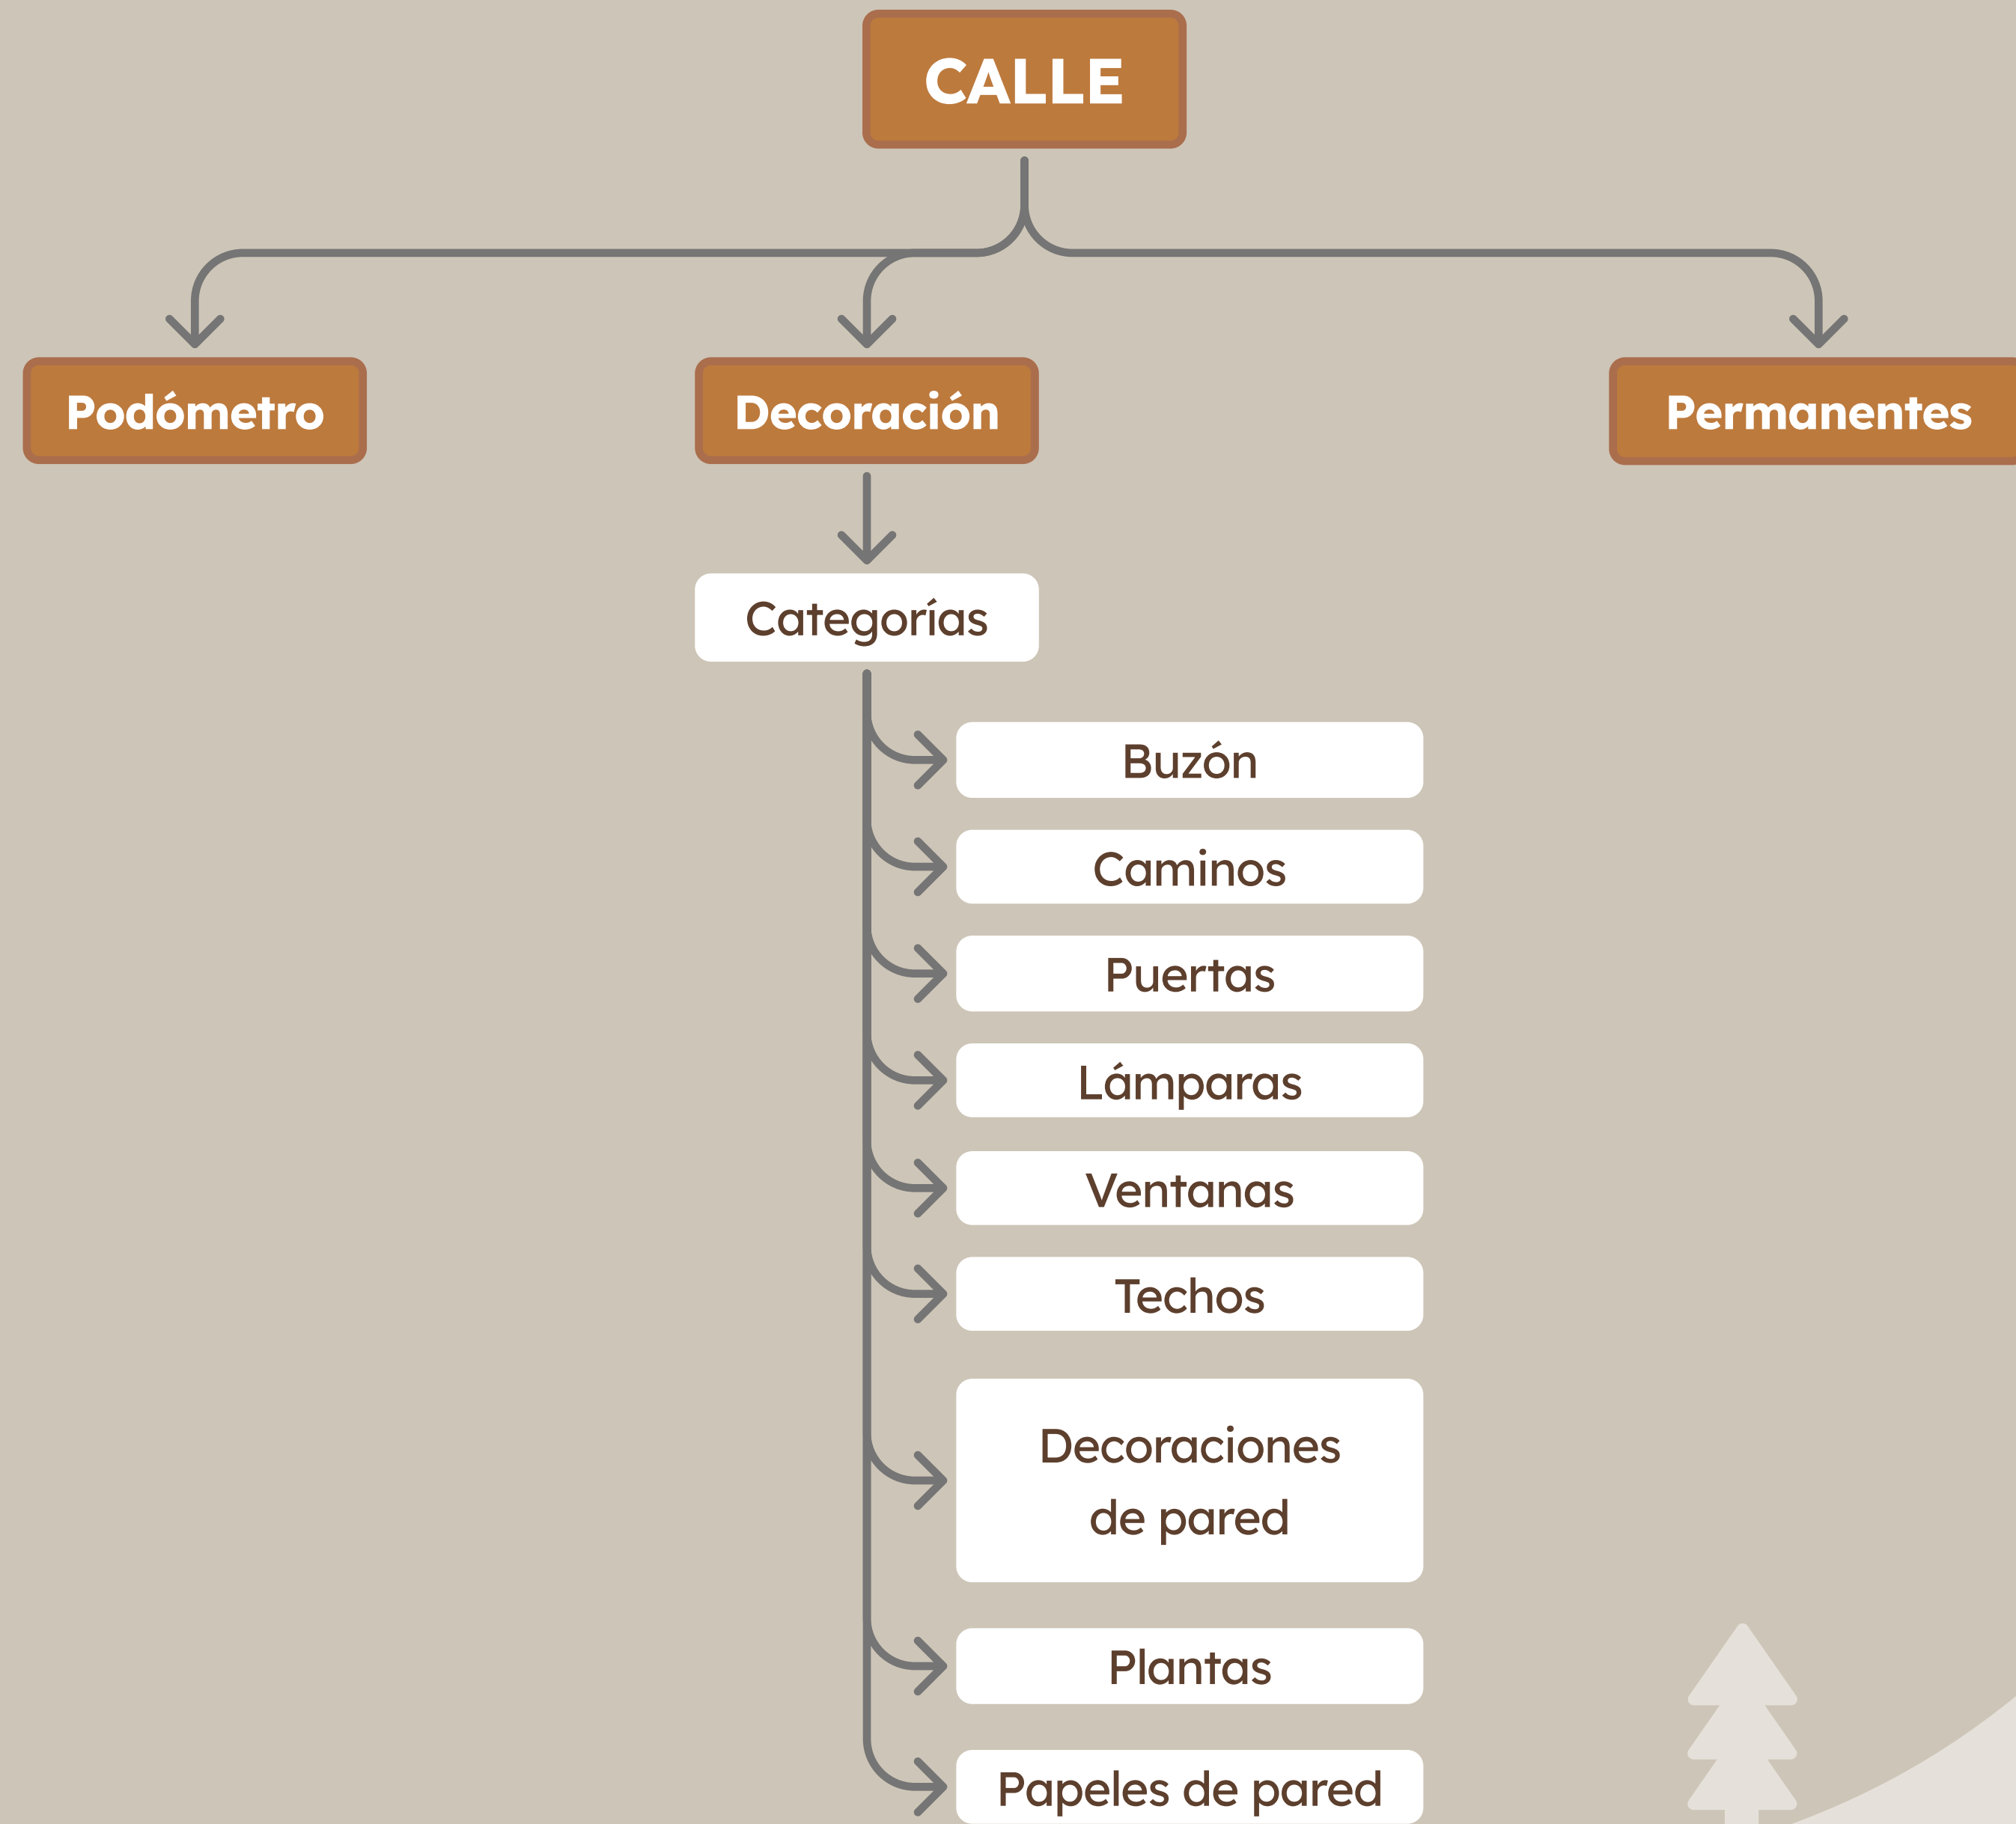 CALLE
Podómetro
Decoración
Permanentes
Categorías
Buzón
Caminos
Puertas
Lámparas
Ventanas
Techos
Decoraciones
de pared
Plantas
Papeles de pared